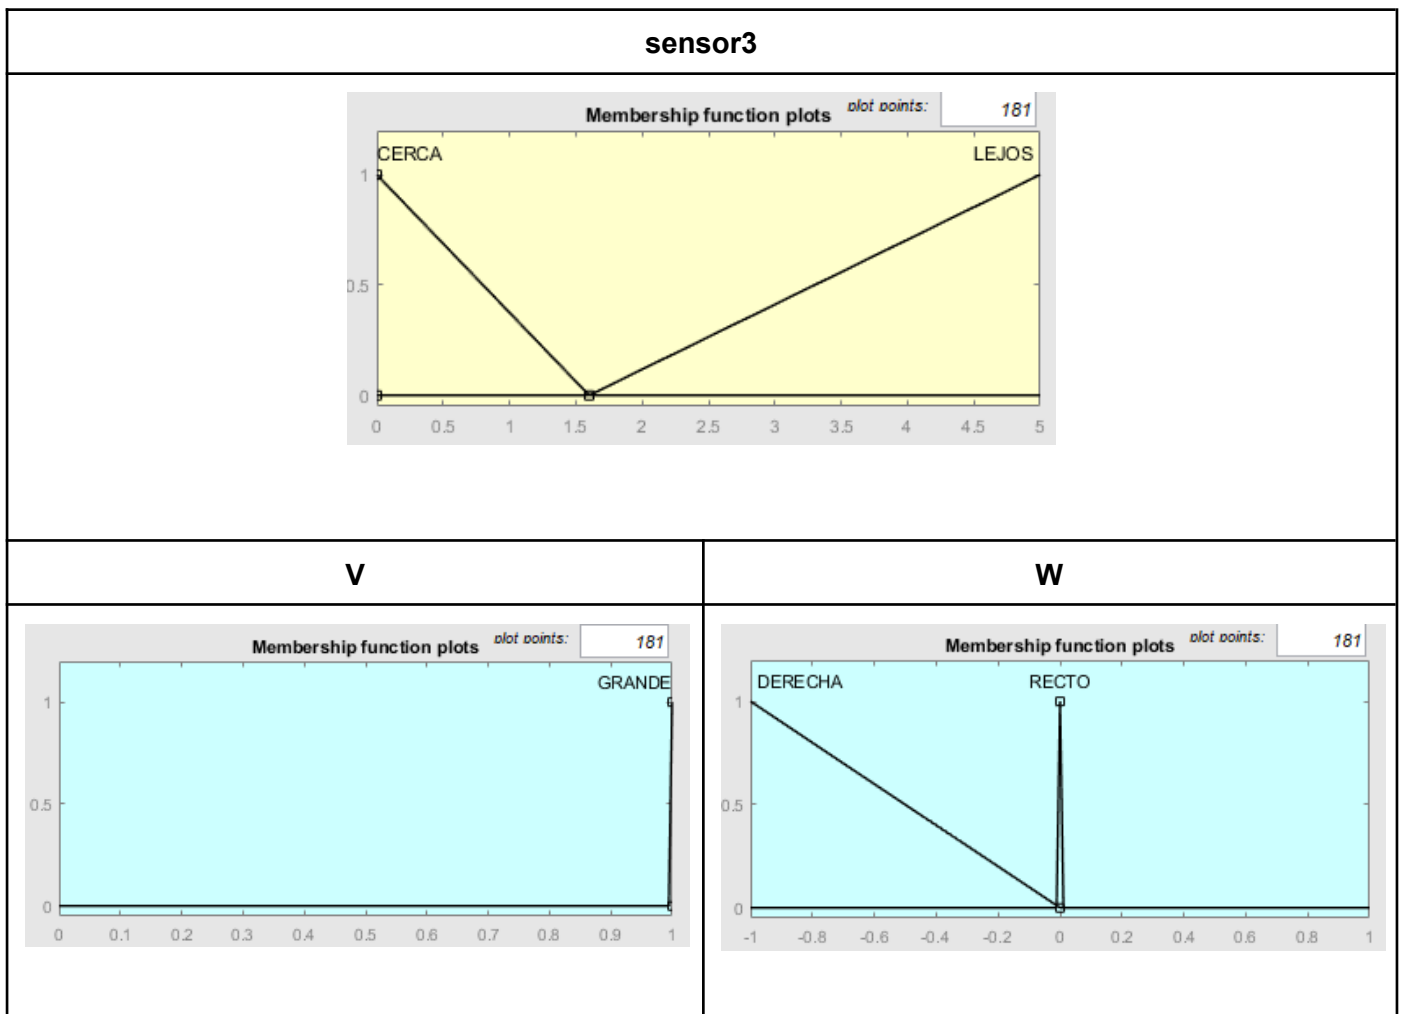 sensor3
Membership function plots plot points: 181
CERCA LEJOS
1
0.5
0
0 0.5 1 1.5 2 2.5 3 3.5 4 4.5 5
V W
Membership function plots plot points: 181
GRANDE
1
0.5
0
0 0.1 0.2 0.3 0.4 0.5 0.6 0.7 0.8 0.9 1
Membership function plots plot points: 181
DERECHA RECTO
1
0.5
0
-1 -0.8 -0.6 -0.4 -0.2 0 0.2 0.4 0.6 0.8 1